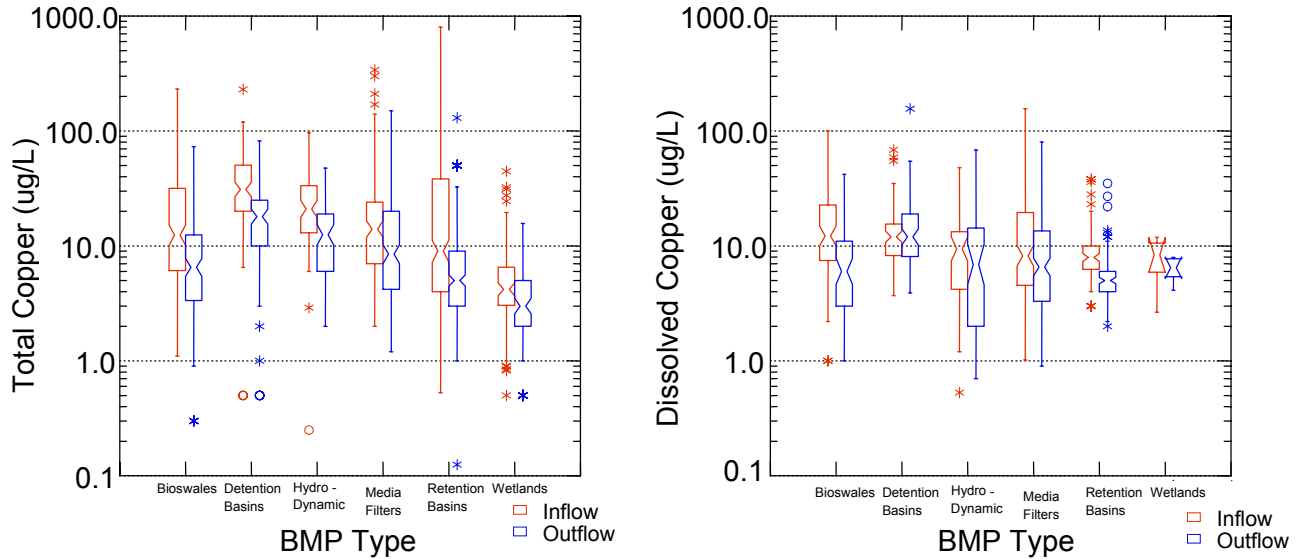 Total Copper (ug/L)
1000.0
100.0
10.0
1.0
0.1
Bioswales
Detention
Basins
Hydro -
Dynamic
Media
Filters
Retention
Basins
Wetlands
BMP Type
Inflow
Outflow
Dissolved Copper (ug/L)
1000.0
100.0
10.0
1.0
0.1
Bioswales
Detention
Basins
Hydro -
Dynamic
Media
Filters
Retention
Basins
Wetlands
BMP Type
Inflow
Outflow